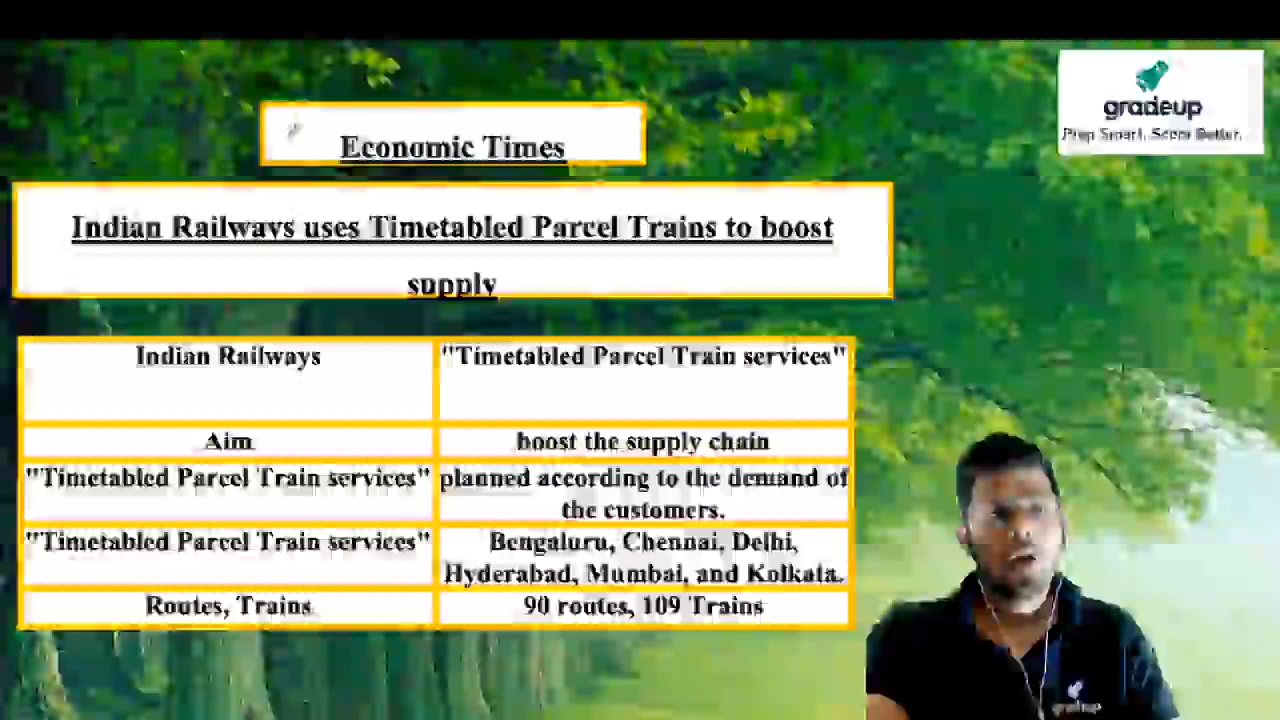 gradeup
Prep Smart. Score Better.
Economic Times
Indian Railways uses Timetabled Parcel Trains to boost
supply
Indian Railways
"Timetabled Parcel Train services"
Aim
boost the supply chain
"Timetabled Parcel Train services"
planned according to the demand of
the customers.
"Timetabled Parcel Train services"
Bengaluru, Chennai, Delhi,
Hyderabad, Mumbai, and Kolkata.
Routes, Trains
90 routes, 109 Trains
gradeup